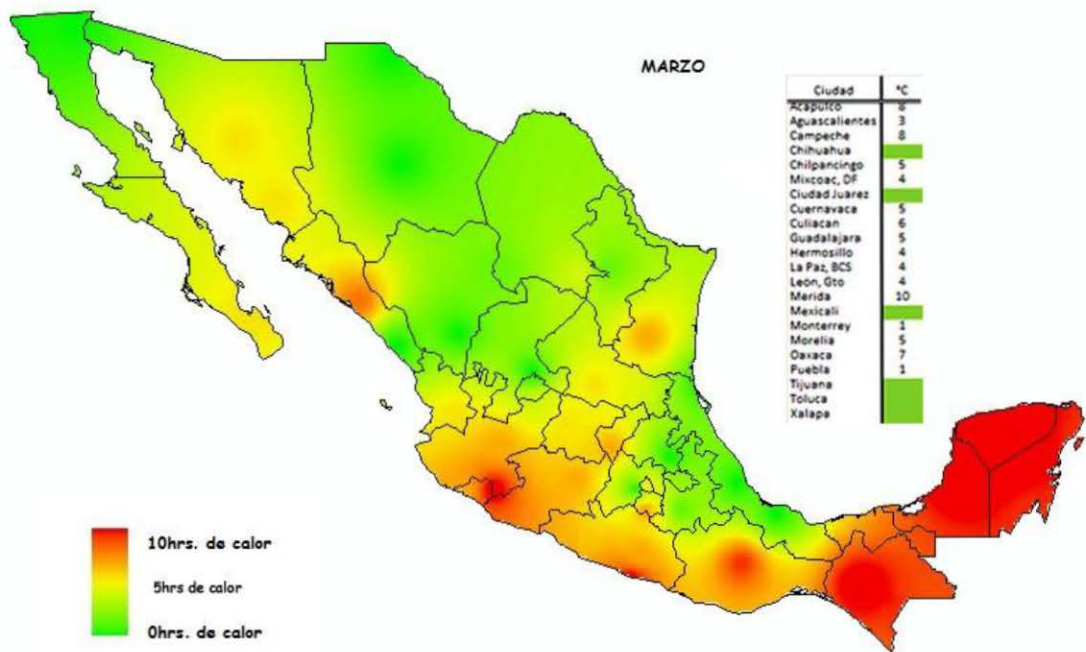 MARZO
Ciudad °C
Acapulco 8
Aguascalientes 3
Campeche 8
Chihuahua
Chilpancingo 5
Mixcoac, DF 4
Ciudad Juarez
Cuernavaca 5
Culiacan 6
Guadalajara 5
Hermosillo 4
La Paz, BCS 4
Leon, Gto 4
Merida 10
Mexicali
Monterrey 1
Morelia 5
Oaxaca 7
Puebla 1
Tijuana
Toluca
Xalapa
10hrs. de calor
5hrs de calor
0hrs. de calor